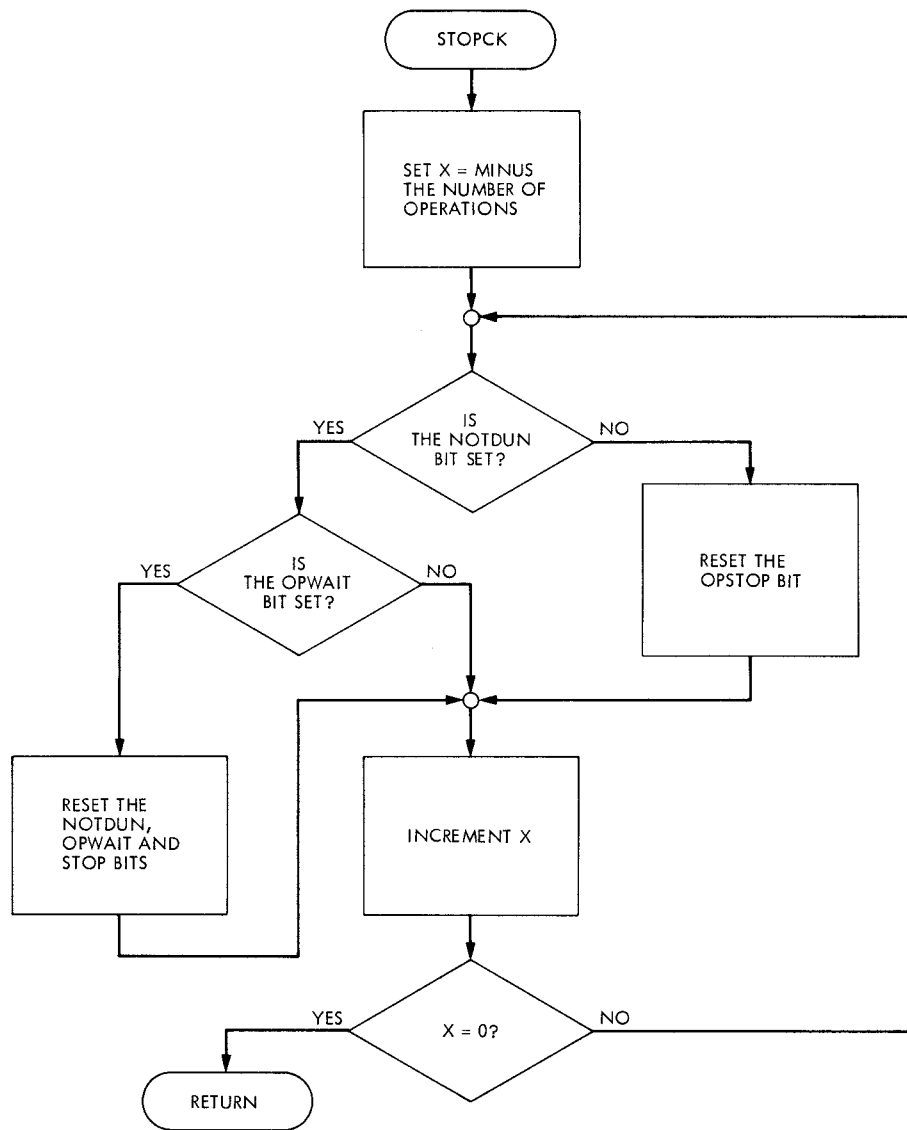 STOPCK
SET X = MINUS
THE NUMBER OF
OPERATIONS
IS
THE NOTDUN
BIT SET?
YES
NO
IS
THE OPWAIT
BIT SET?
YES
NO
RESET THE
OPSTOP BIT
RESET THE
NOTDUN,
OPWAIT AND
STOP BITS
INCREMENT X
X = 0?
YES
NO
RETURN